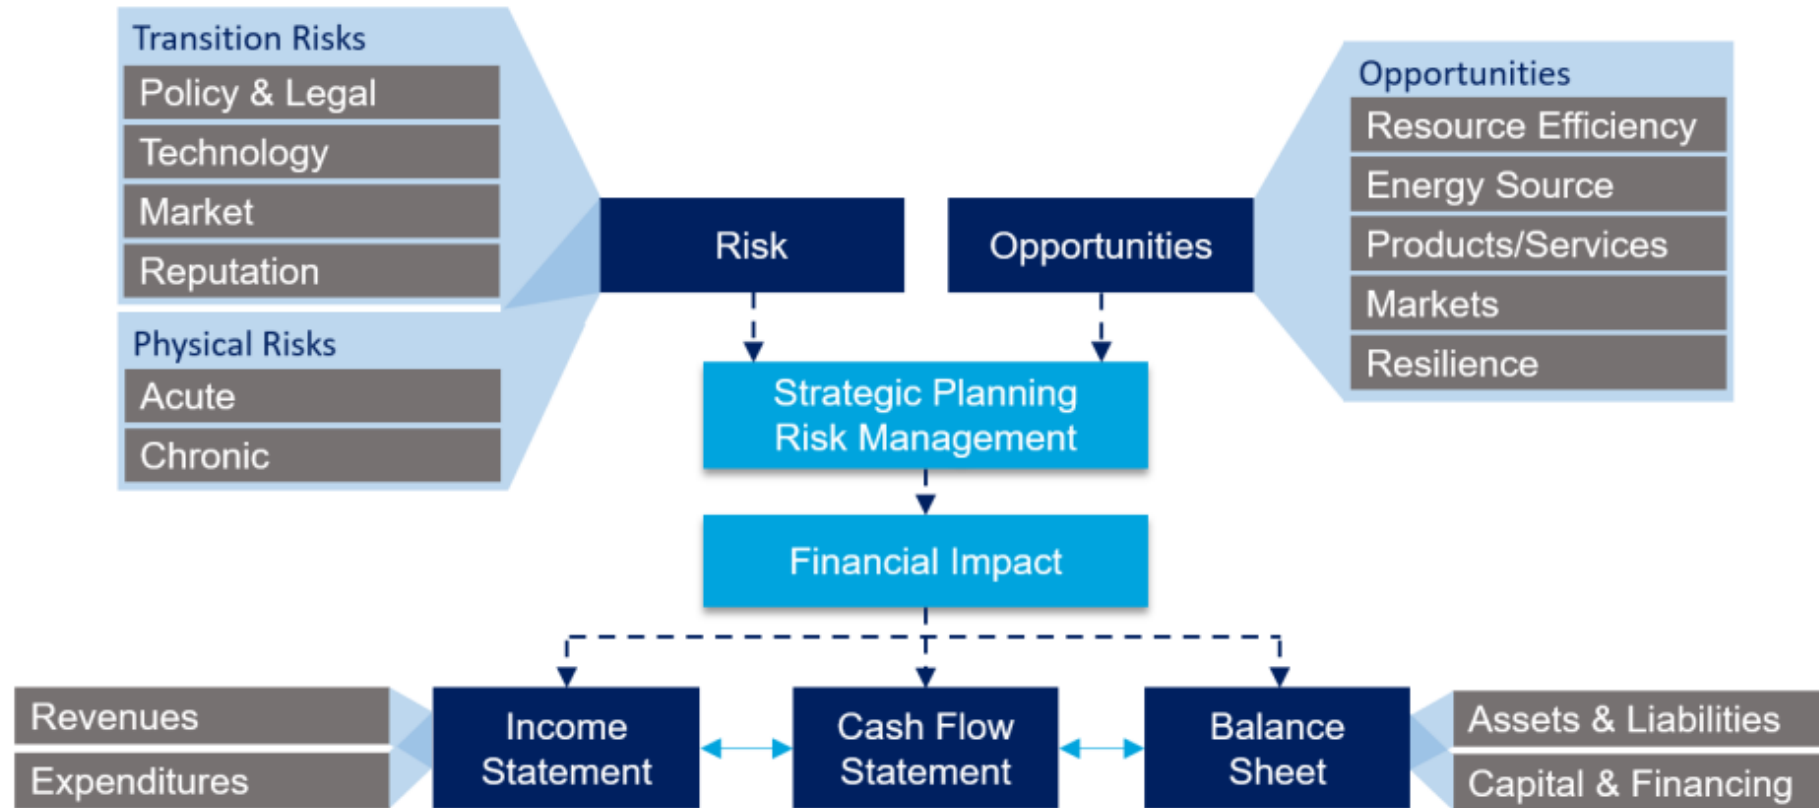 Transition Risks
Policy & Legal
Technology
Market
Reputation
Physical Risks
Acute
Chronic
Risk
Opportunities
Opportunities
Resource Efficiency
Energy Source
Products/Services
Markets
Resilience
Strategic Planning
Risk Management
Financial Impact
Revenues
Expenditures
Income
Statement
Cash Flow
Statement
Balance
Sheet
Assets & Liabilities
Capital & Financing